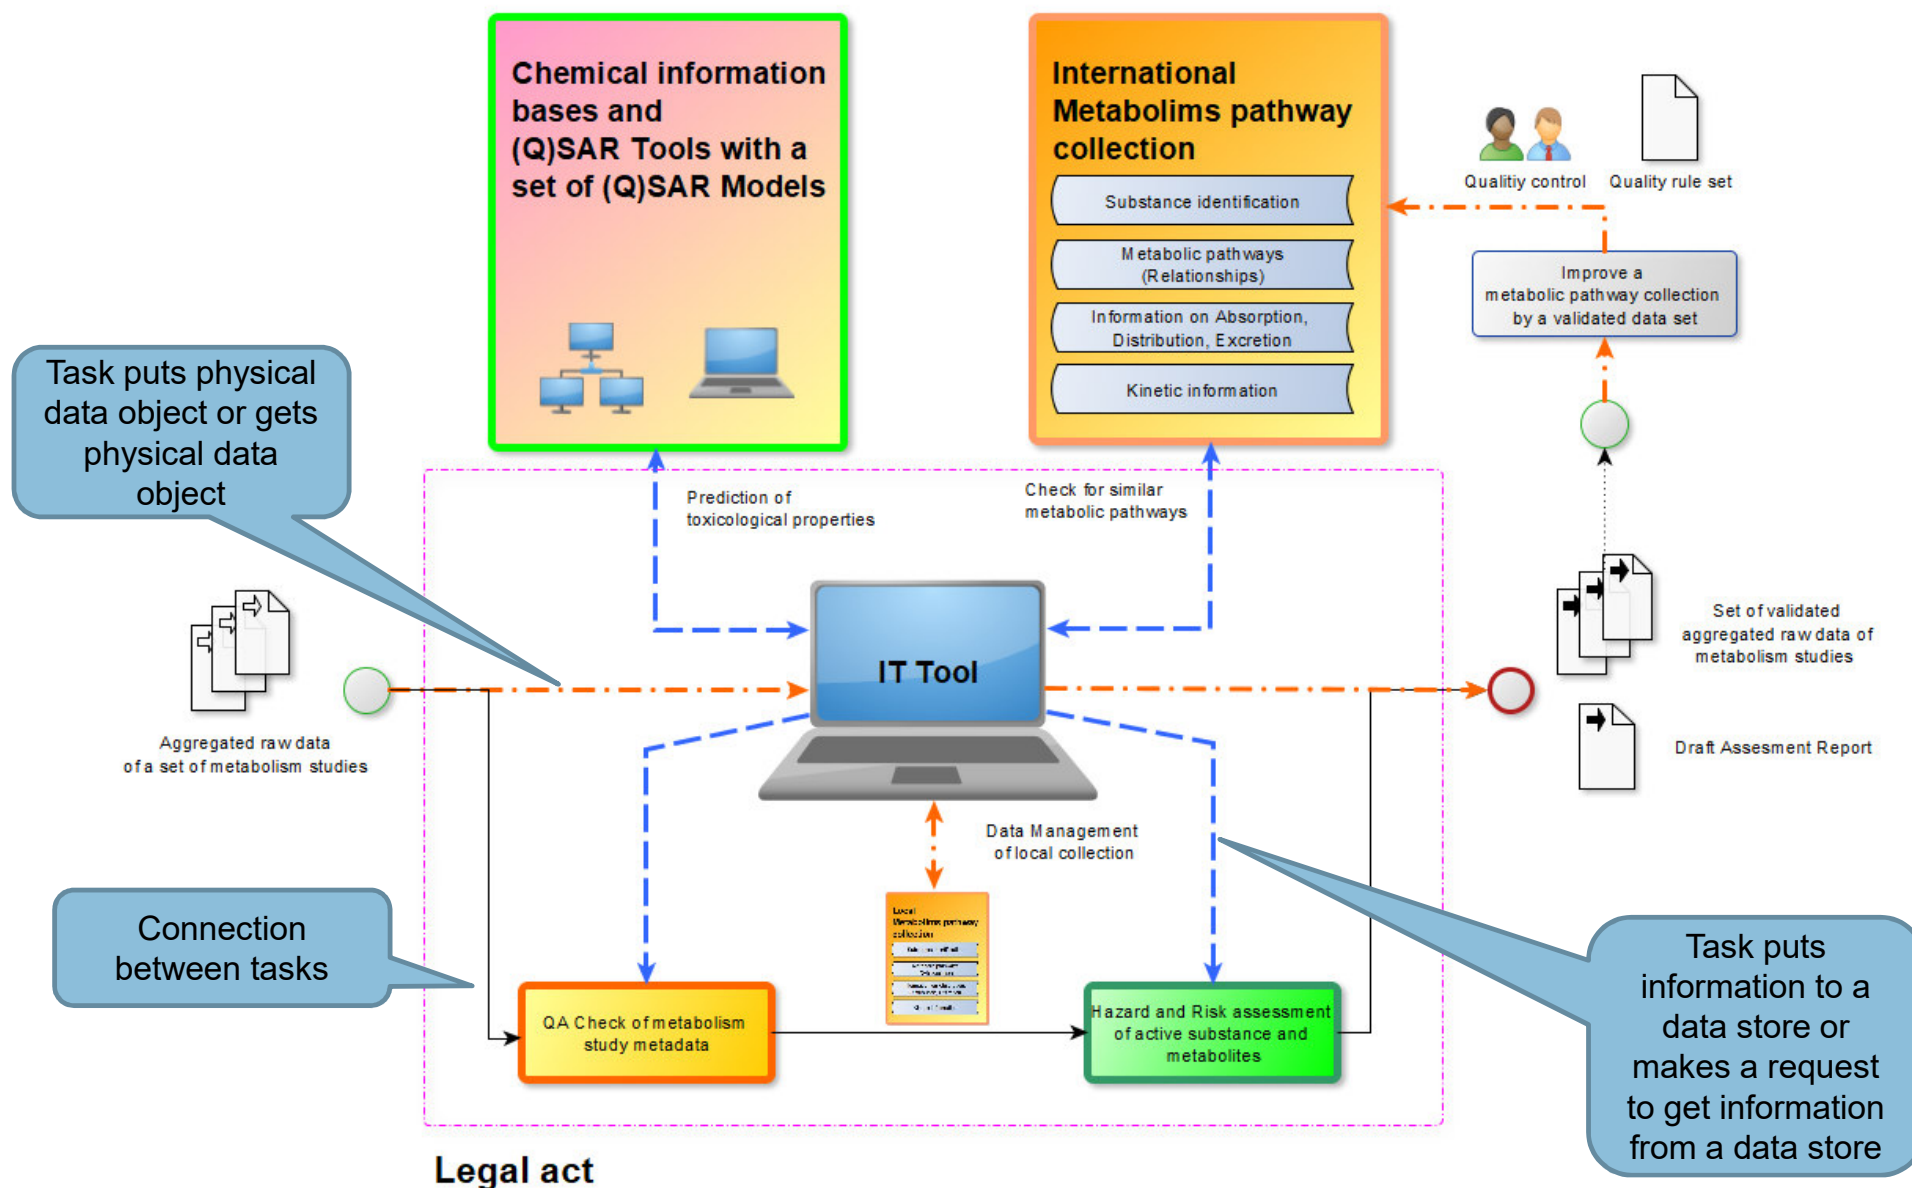 Chemical information
bases and
(Q)SAR Tools with a
set of (Q)SAR Models
International
Metabolims pathway
collection
Substance identification
Metabolic pathways
(Relationships)
Information on Absorption,
Distribution, Excretion
Kinetic information
Qualitiy control
Quality rule set
Improve a
metabolic pathway collection
by a validated data set
Task puts physical
data object or gets
physical data
object
Prediction of
toxicological properties
Check for similar
metabolic pathways
IT Tool
Aggregated raw data
of a set of metabolism studies
Set of validated
aggregated raw data of
metabolism studies
Draft Assesment Report
Data Management
of local collection
Local
Metabolims pathway
collection
Connection
between tasks
QA Check of metabolism
study metadata
Hazard and Risk assessment
of active substance and
metabolites
Task puts
information to a
data store or
makes a request
to get information
from a data store
Legal act